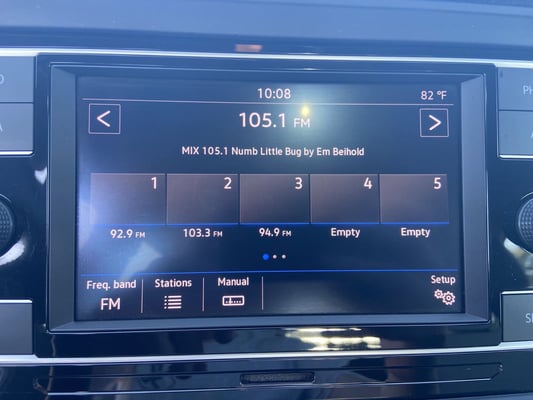 10:08
82 °F
105.1 FM
MIX 105.1 Numb Little Bug by Em Beihold
1 2 3 4 5
92.9 FM 103.3 FM 94.9 FM Empty Empty
Freq. band Stations Manual Setup
FM